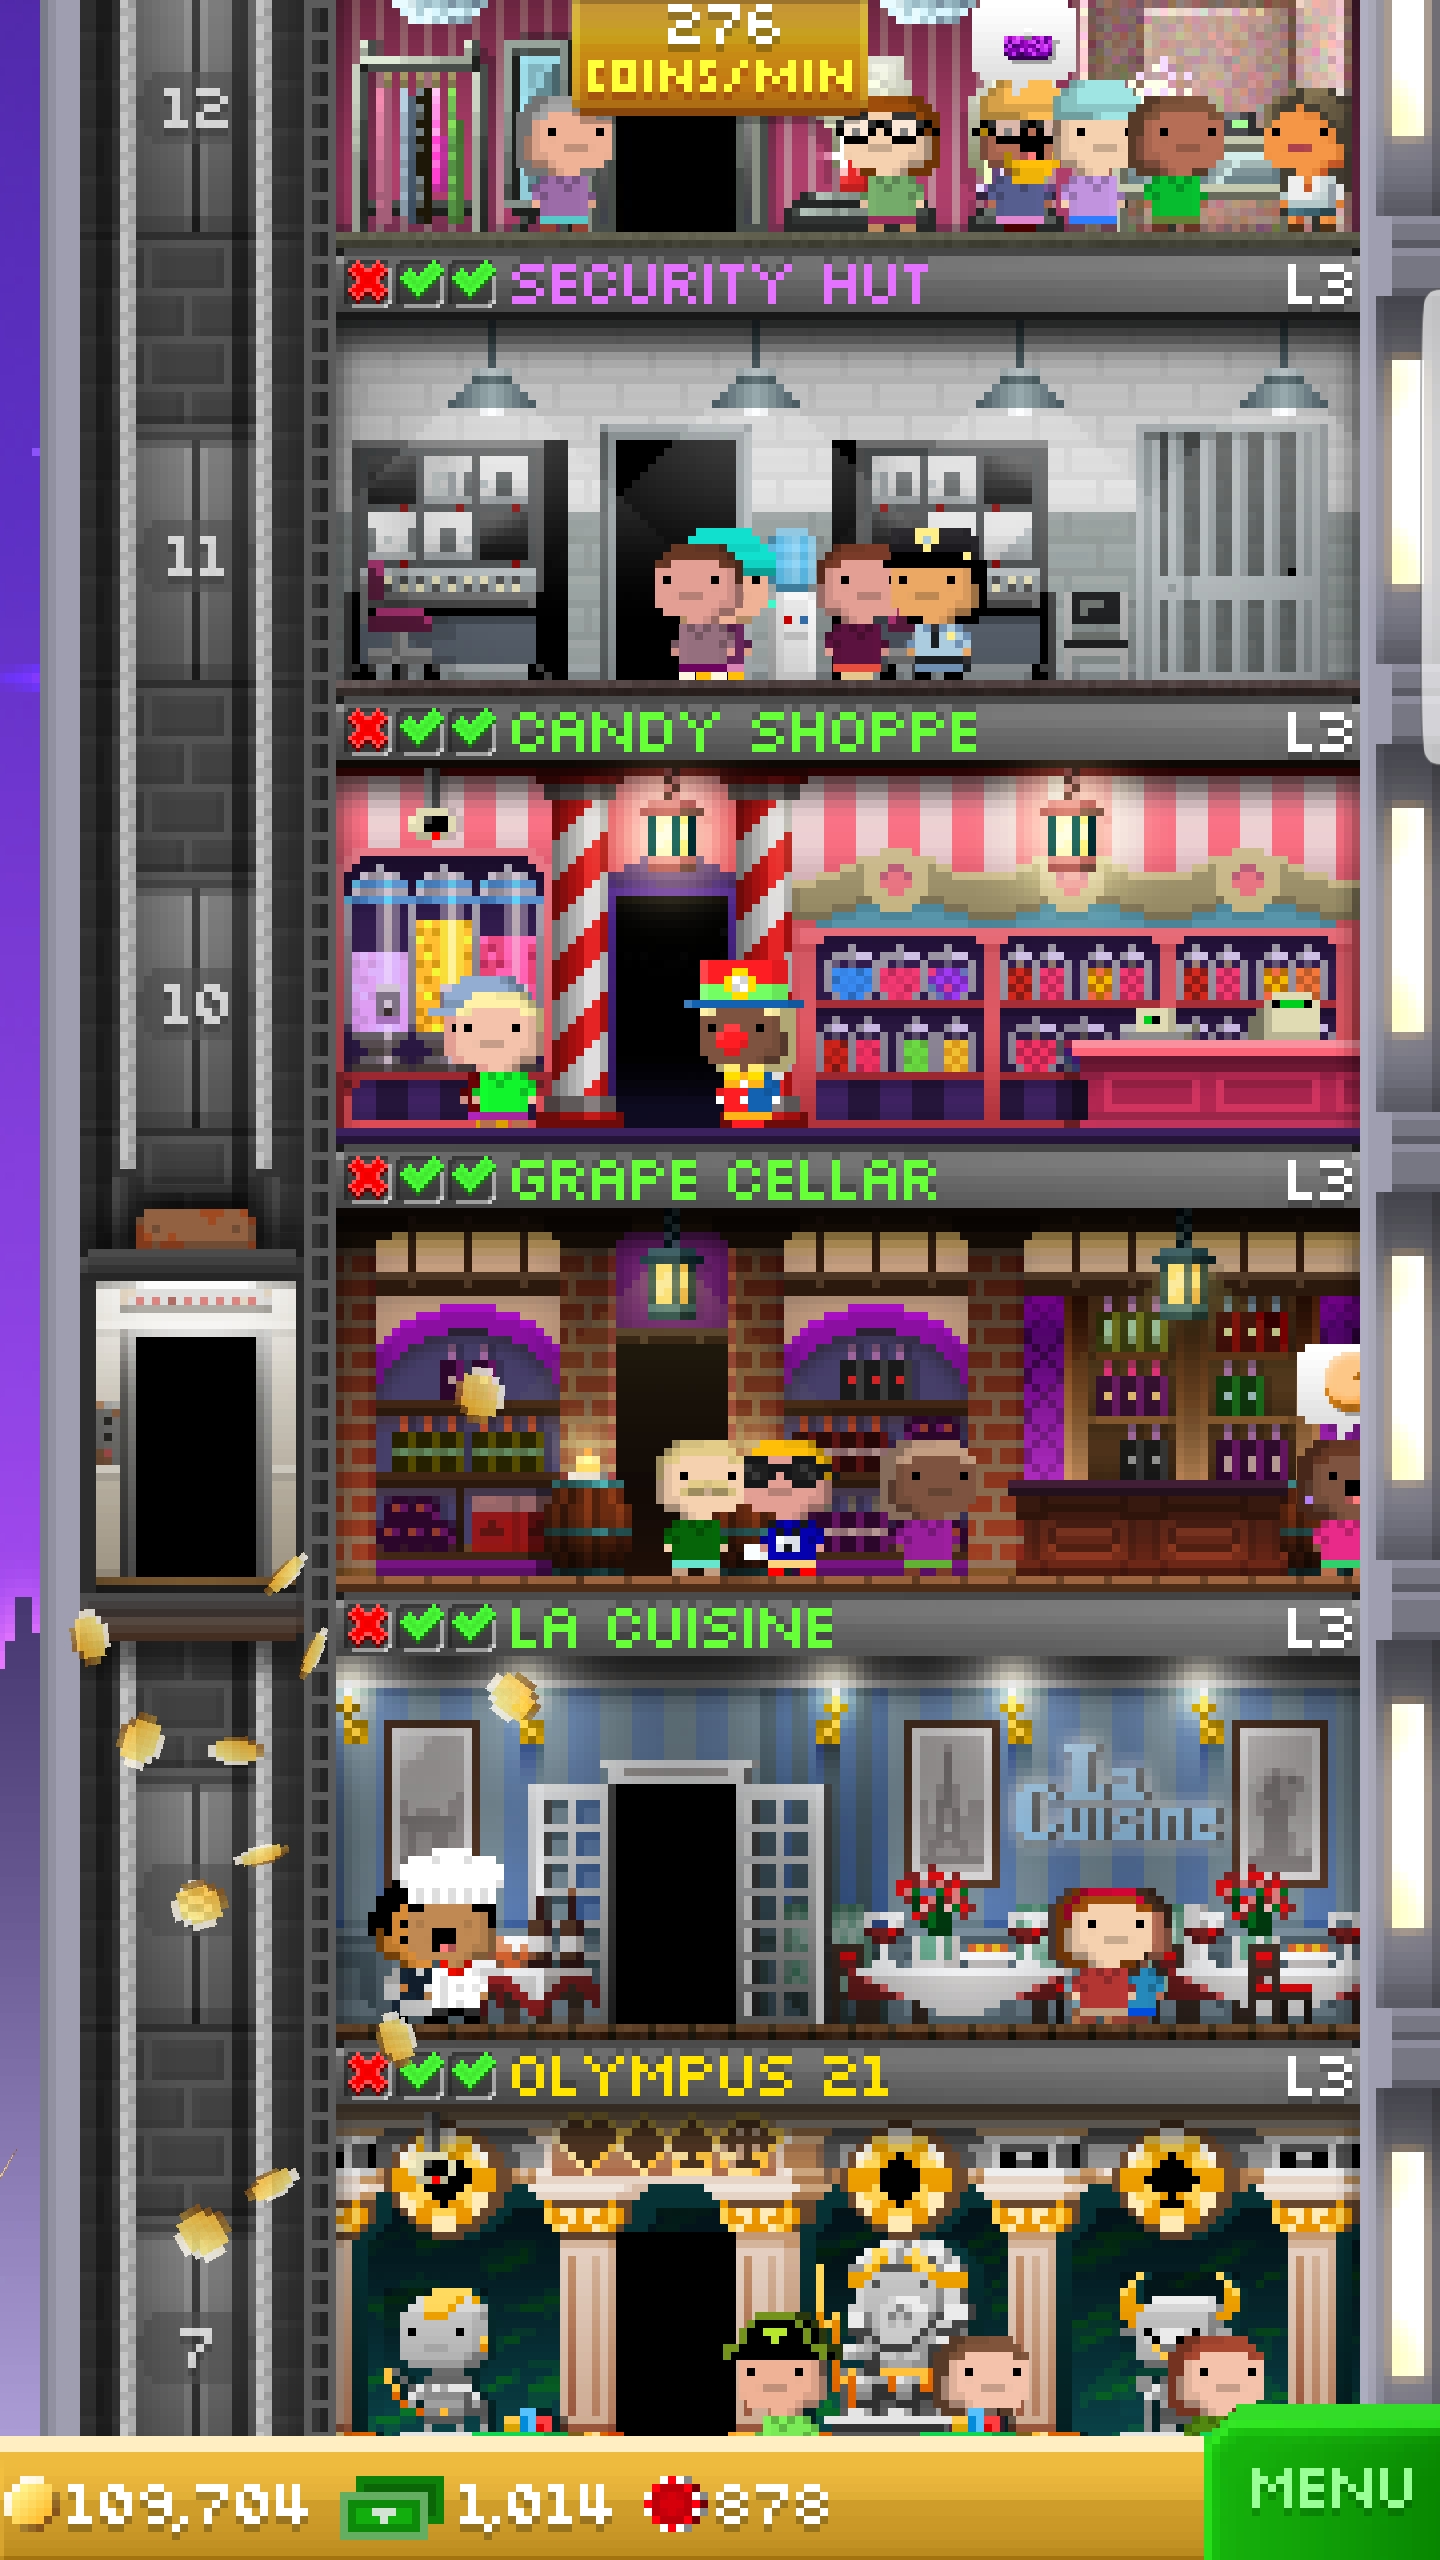 276
COINS/MIN
12
SECURITY HUT L3
11
CANDY SHOPPE L3
10
GRAPE CELLAR L3
LA CUISINE L3
La
Cuisine
OLYMPUS 21 L3
7
109,704 1,014 878
MENU